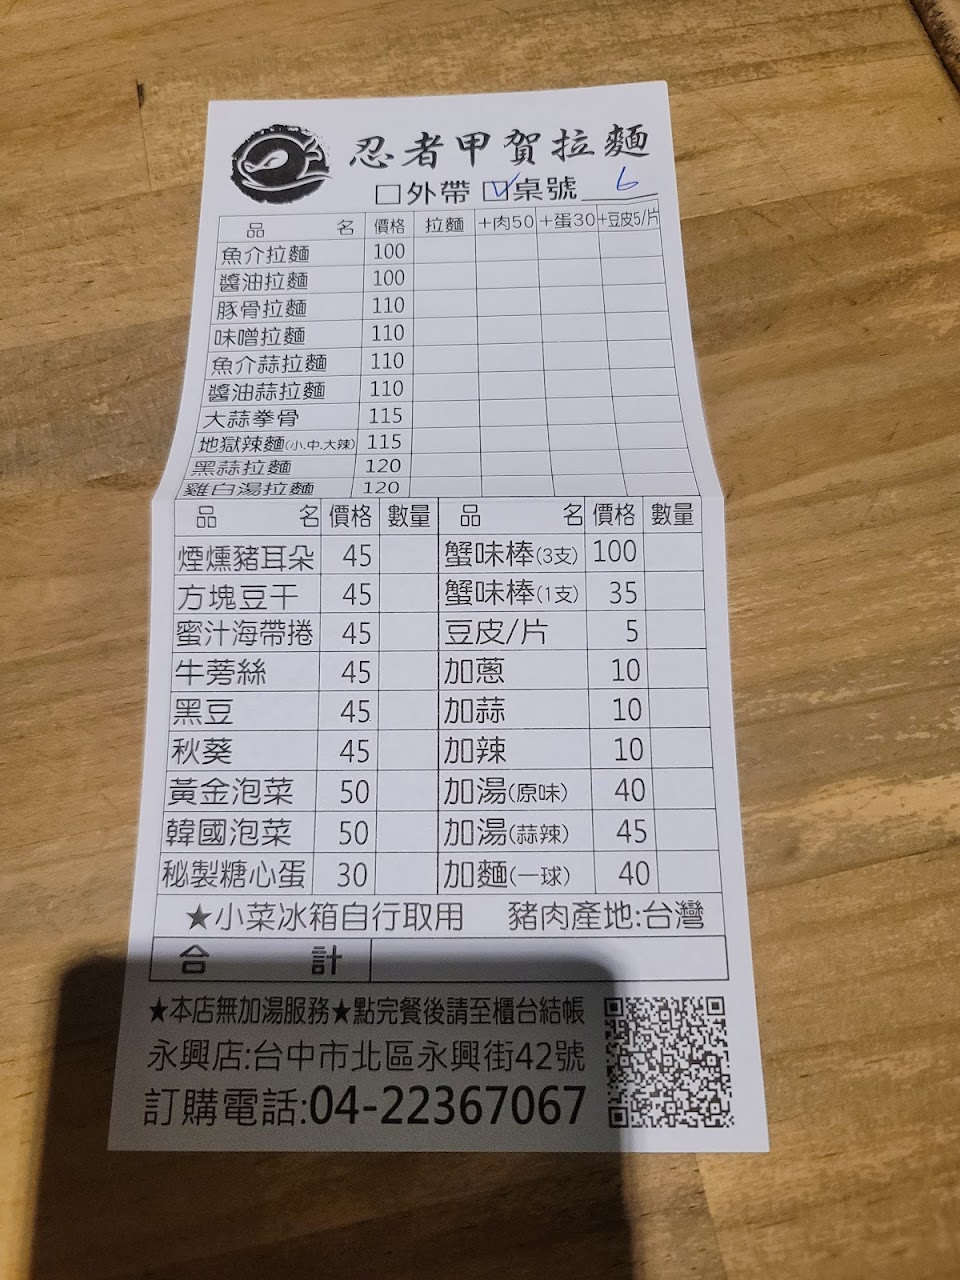 忍者甲賀拉麵
□外帶 ☑桌號 6
品 名 價格 拉麵 +肉50 +蛋30 +豆皮5/片
魚介拉麵 100
醬油拉麵 100
豚骨拉麵 110
味噌拉麵 110
魚介蒜拉麵 110
醬油蒜拉麵 110
大蒜拳骨 115
地獄辣麵(小.中.大辣) 115
黑蒜拉麵 120
雞白湯拉麵 120
品 名 價格 數量 品 名 價格 數量
煙燻豬耳朵 45 蟹味棒(3支) 100
方塊豆干 45 蟹味棒(1支) 35
蜜汁海帶捲 45 豆皮/片 5
牛蒡絲 45 加蔥 10
黑豆 45 加蒜 10
秋葵 45 加辣 10
黃金泡菜 50 加湯(原味) 40
韓國泡菜 50 加湯(蒜辣) 45
秘製糖心蛋 30 加麵(一球) 40
★小菜冰箱自行取用 豬肉產地:台灣
合 計
★本店無加湯服務★點完餐後請至櫃台結帳
永興店:台中市北區永興街42號
訂購電話:04-22367067